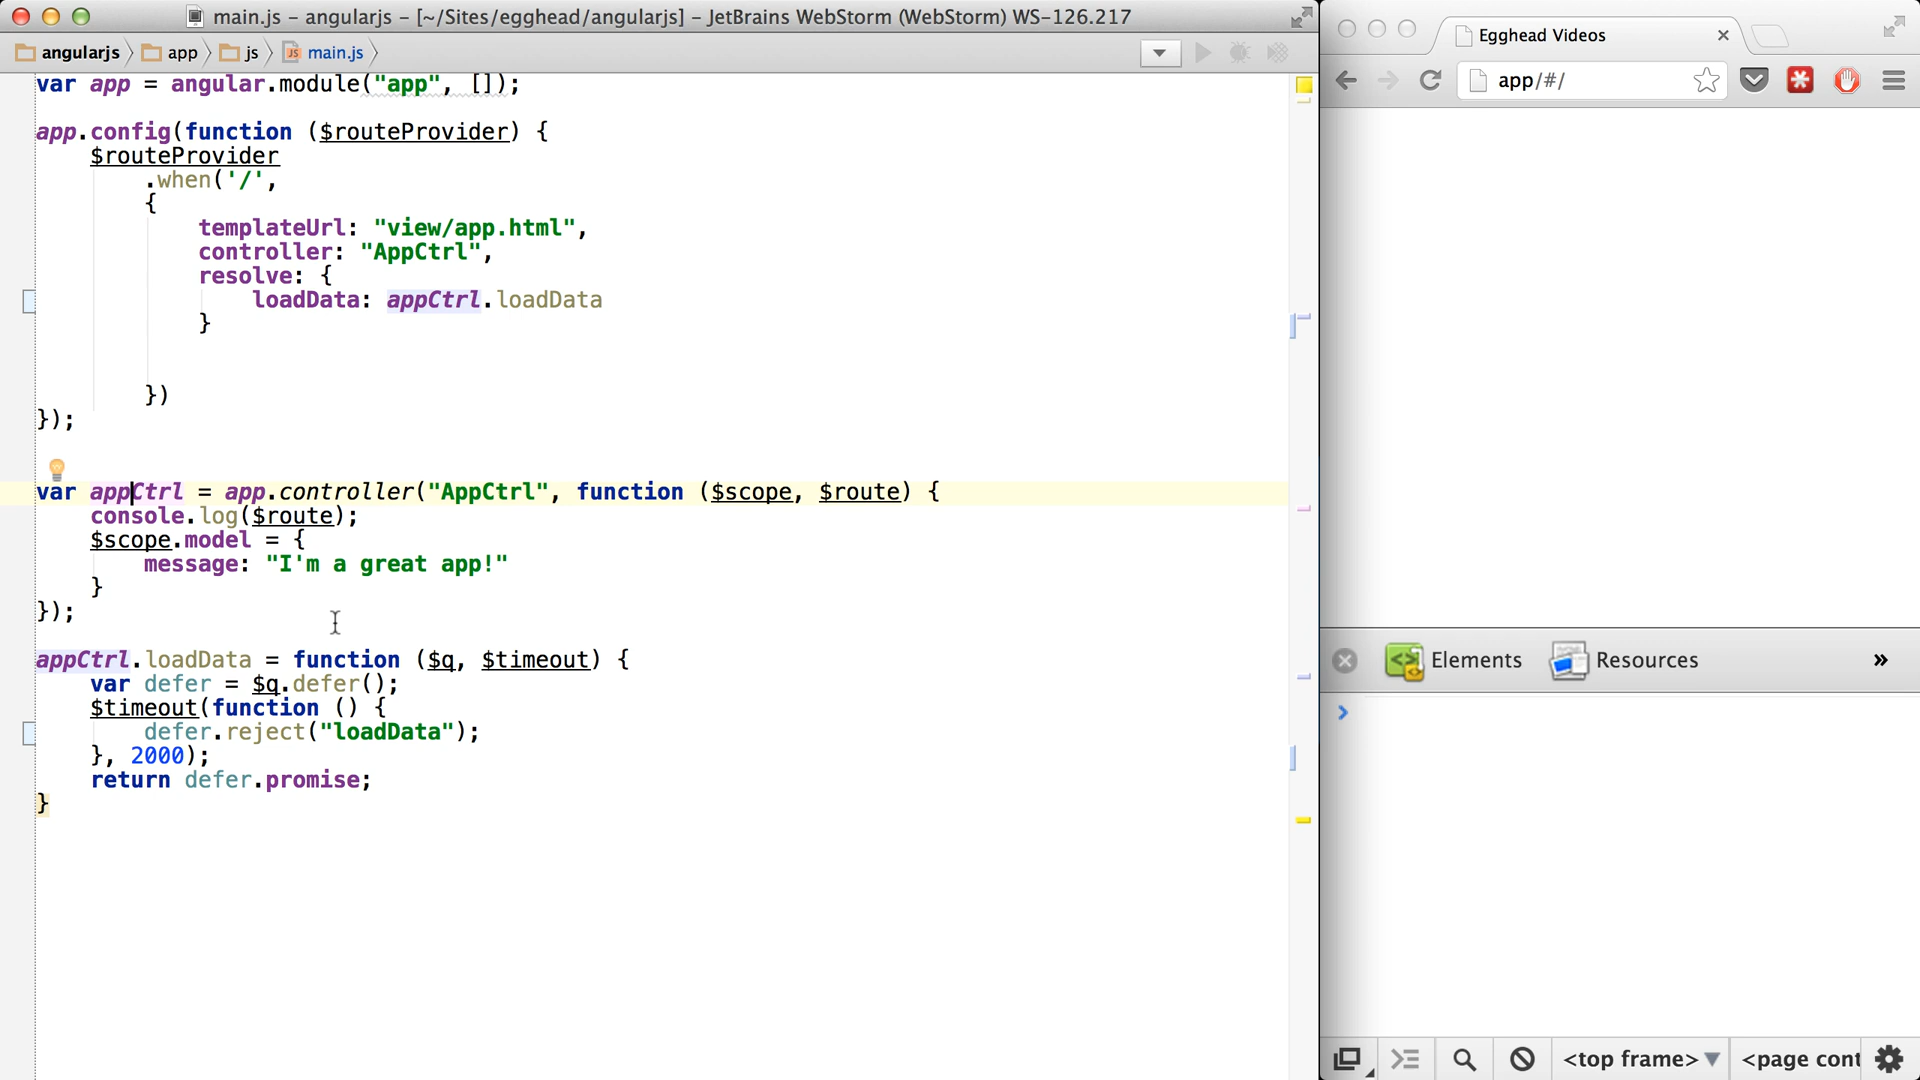 main.js – angularjs – [~/Sites/egghead/angularjs] – JetBrains WebStorm (WebStorm) WS-126.217
angularjs app js main.js
var app = angular.module("app", []);
app.config(function ($routeProvider) {
$routeProvider
.when('/',
{
templateUrl: "view/app.html",
controller: "AppCtrl",
resolve: {
loadData: appCtrl.loadData
}
})
});
var appCtrl = app.controller("AppCtrl", function ($scope, $route) {
console.log($route);
$scope.model = {
message: "I'm a great app!"
}
});
appCtrl.loadData = function ($q, $timeout) {
var defer = $q.defer();
$timeout(function () {
defer.reject("loadData");
}, 2000);
return defer.promise;
}
Egghead Videos
app/#/
Elements Resources »
<top frame> <page cont